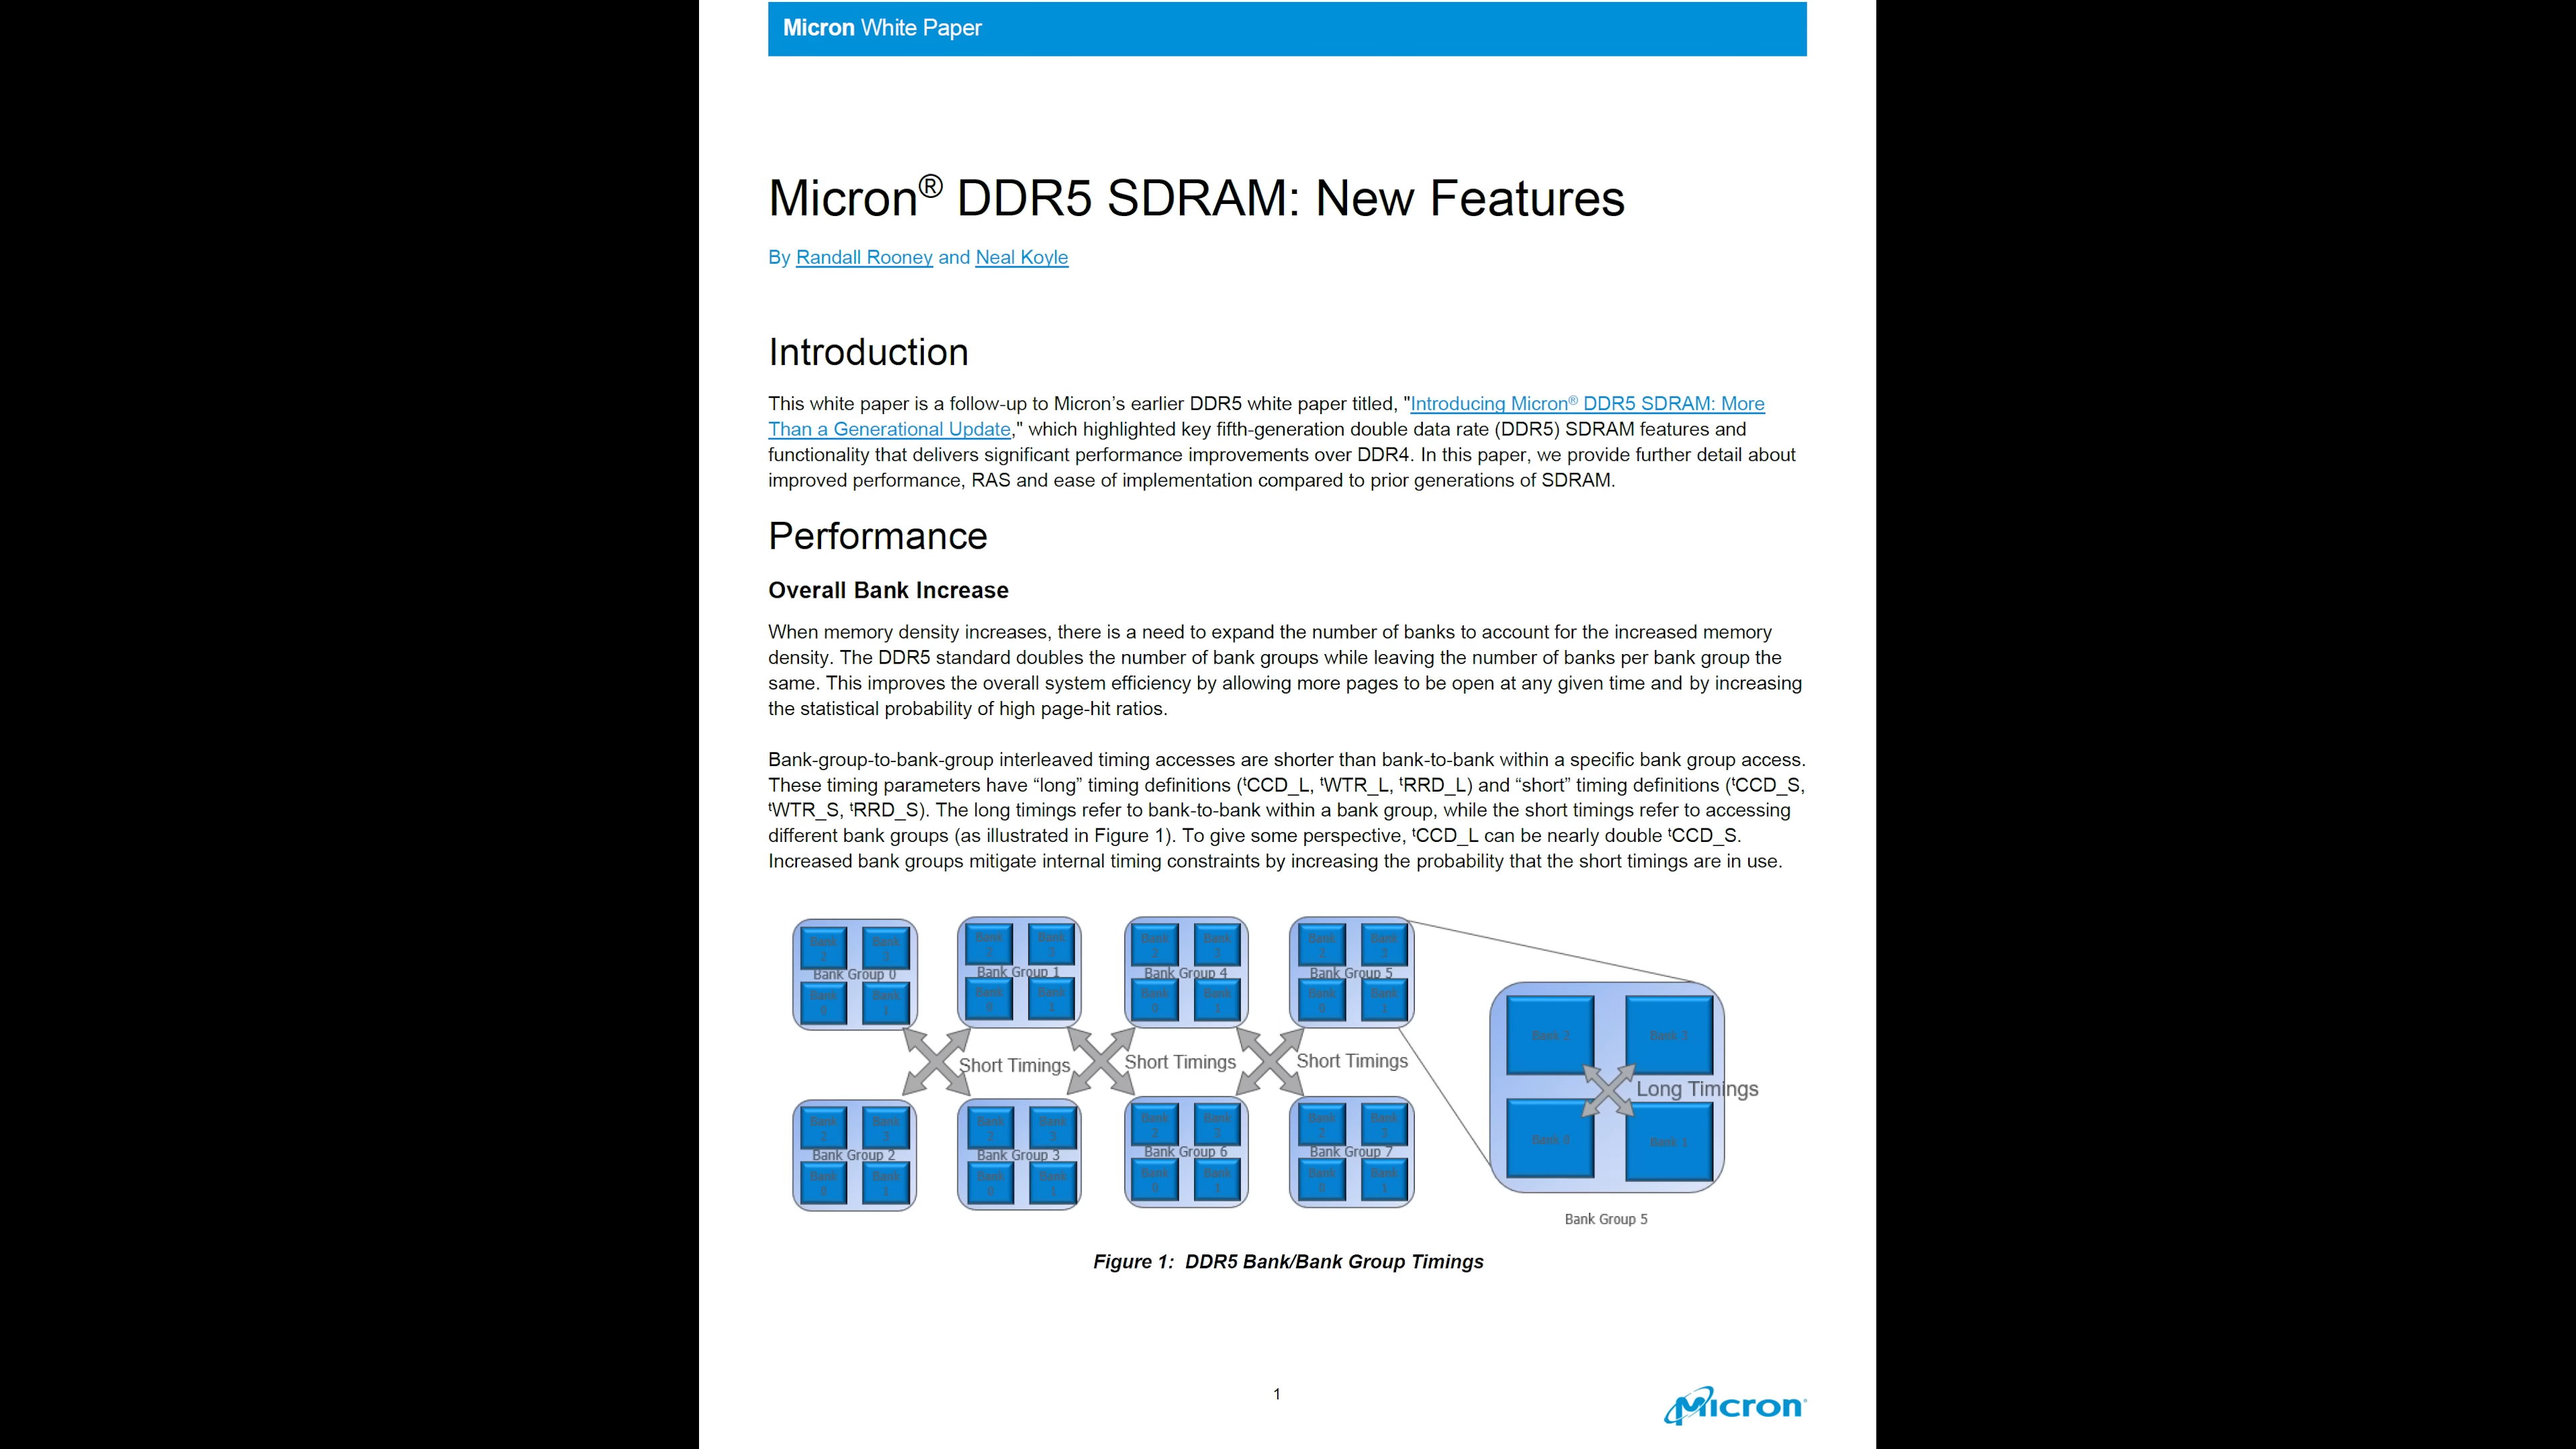 Micron White Paper
Micron® DDR5 SDRAM: New Features
By Randall Rooney and Neal Koyle
Introduction
This white paper is a follow-up to Micron’s earlier DDR5 white paper titled, "Introducing Micron® DDR5 SDRAM: More
Than a Generational Update," which highlighted key fifth-generation double data rate (DDR5) SDRAM features and
functionality that delivers significant performance improvements over DDR4. In this paper, we provide further detail about
improved performance, RAS and ease of implementation compared to prior generations of SDRAM.
Performance
Overall Bank Increase
When memory density increases, there is a need to expand the number of banks to account for the increased memory
density. The DDR5 standard doubles the number of bank groups while leaving the number of banks per bank group the
same. This improves the overall system efficiency by allowing more pages to be open at any given time and by increasing
the statistical probability of high page-hit ratios.
Bank-group-to-bank-group interleaved timing accesses are shorter than bank-to-bank within a specific bank group access.
These timing parameters have “long” timing definitions (ᵗCCD_L, ᵗWTR_L, ᵗRRD_L) and “short” timing definitions (ᵗCCD_S,
ᵗWTR_S, ᵗRRD_S). The long timings refer to bank-to-bank within a bank group, while the short timings refer to accessing
different bank groups (as illustrated in Figure 1). To give some perspective, ᵗCCD_L can be nearly double ᵗCCD_S.
Increased bank groups mitigate internal timing constraints by increasing the probability that the short timings are in use.
Bank Group 0
Bank Group 1
Bank Group 4
Bank Group 5
Short Timings
Short Timings
Short Timings
Long Timings
Bank Group 2
Bank Group 3
Bank Group 6
Bank Group 7
Bank Group 5
Figure 1: DDR5 Bank/Bank Group Timings
1
Micron